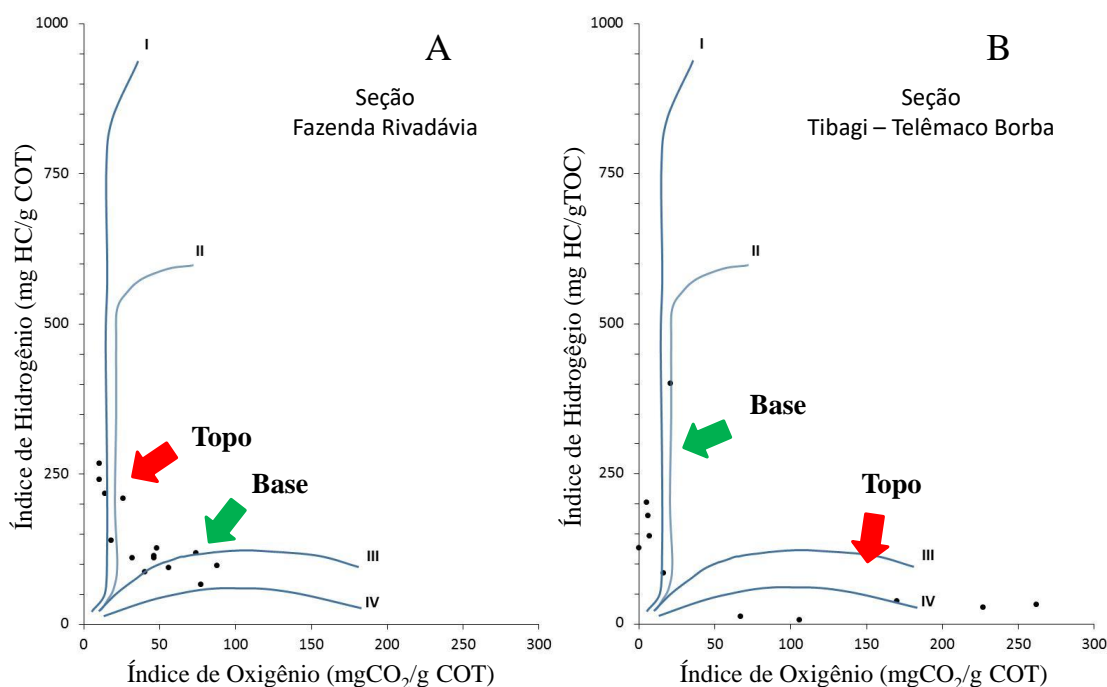 A
Seção
Fazenda Rivadávia
Índice de Hidrogênio (mg HC/g COT)
1000
750
500
250
0
I
II
III
IV
Topo
Base
0
50
100
150
200
250
300
Índice de Oxigênio (mgCO₂/g COT)
B
Seção
Tibagi – Telêmaco Borba
Índice de Hidrogêgio (mg HC/gTOC)
1000
750
500
250
0
I
II
III
IV
Base
Topo
0
50
100
150
200
250
300
Índice de Oxigênio (mgCO₂/g COT)